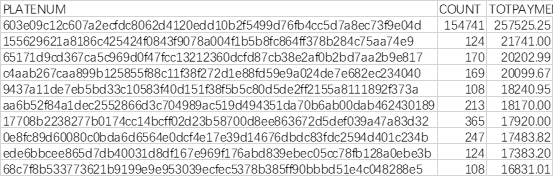 PLATENUM COUNT TOTPAYMEN
603e09c12c607a2ecfdc8062d4120edd10b2f5499d76fb4cc5d7a8ec73f9e04d 154741 257525.25
155629621a8186c425424f0843f9078a004f1b5b8fc864ff378b284c75aa74e9 124 21741.00
65171d9cd367ca5c969d0f47fcc13212360dcfd87cb38e2af0b2bd7aa2b9e817 170 20202.99
c4aab267caa899b125855f88c11f38f272d1e88fd59e9a024de7e682ec234040 169 20099.67
9437a11de7eb5bd33c10583f40d151f38f5b5c80d5de2ff2155a8111892f373a 108 18240.95
aa6b52f84a1dec2552866d3c704989ac519d494351da70b6ab00dab462430189 213 18170.00
17708b2238277b0174cc14bcff02d23b58700d8ee863672d5def039a47a83d32 365 17920.00
0e8fc89d60080c0bda6d6564e0dcf4e17e39d14676dbdc83fdc2594d401c234b 247 17483.82
ede6bbcee865d7db40031d8df167e969f176abd839ebec05cc78fb128a0ebe3b 124 17383.20
68c7f8b533773621b9199e9e953039ecfec5378b385ff90bbbd51e4c048288e5 108 16831.01